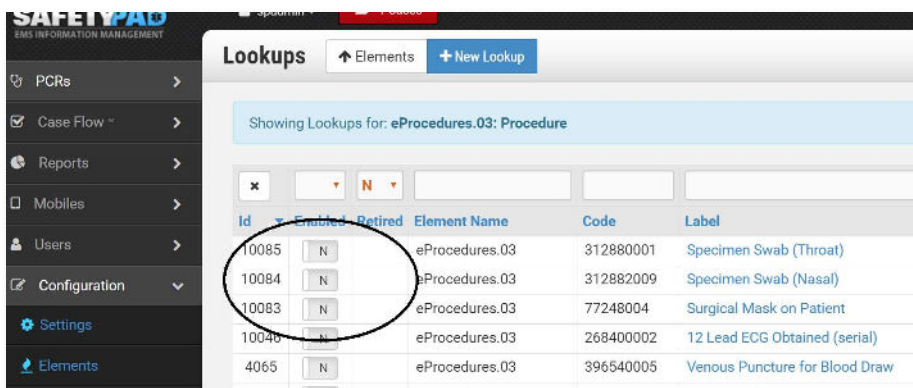 SAFETYPAD
EMS INFORMATION MANAGEMENT
PCRs
Case Flow
Reports
Mobiles
Users
Configuration
Settings
Elements
Lookups
Elements
+ New Lookup
Showing Lookups for: eProcedures.03: Procedure
N
Id Enabled Retired Element Name Code Label
10085 N eProcedures.03 312880001 Specimen Swab (Throat)
10084 N eProcedures.03 312882009 Specimen Swab (Nasal)
10083 N eProcedures.03 77248004 Surgical Mask on Patient
10046 N eProcedures.03 268400002 12 Lead ECG Obtained (serial)
4065 N eProcedures.03 396540005 Venous Puncture for Blood Draw